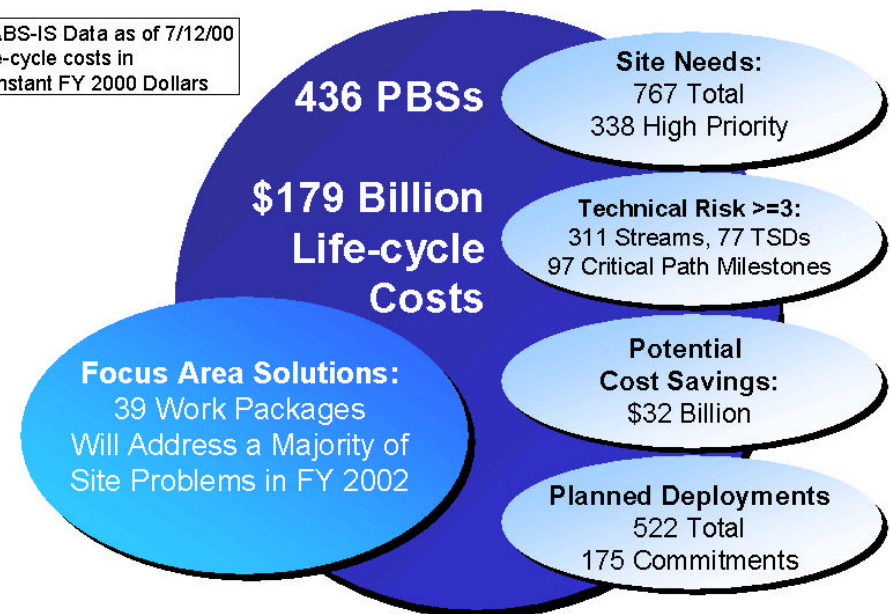 ABS-IS Data as of 7/12/00
e-cycle costs in
nstant FY 2000 Dollars
436 PBSs
$179 Billion
Life-cycle
Costs
Focus Area Solutions:
39 Work Packages
Will Address a Majority of
Site Problems in FY 2002
Site Needs:
767 Total
338 High Priority
Technical Risk >=3:
311 Streams, 77 TSDs
97 Critical Path Milestones
Potential
Cost Savings:
$32 Billion
Planned Deployments
522 Total
175 Commitments